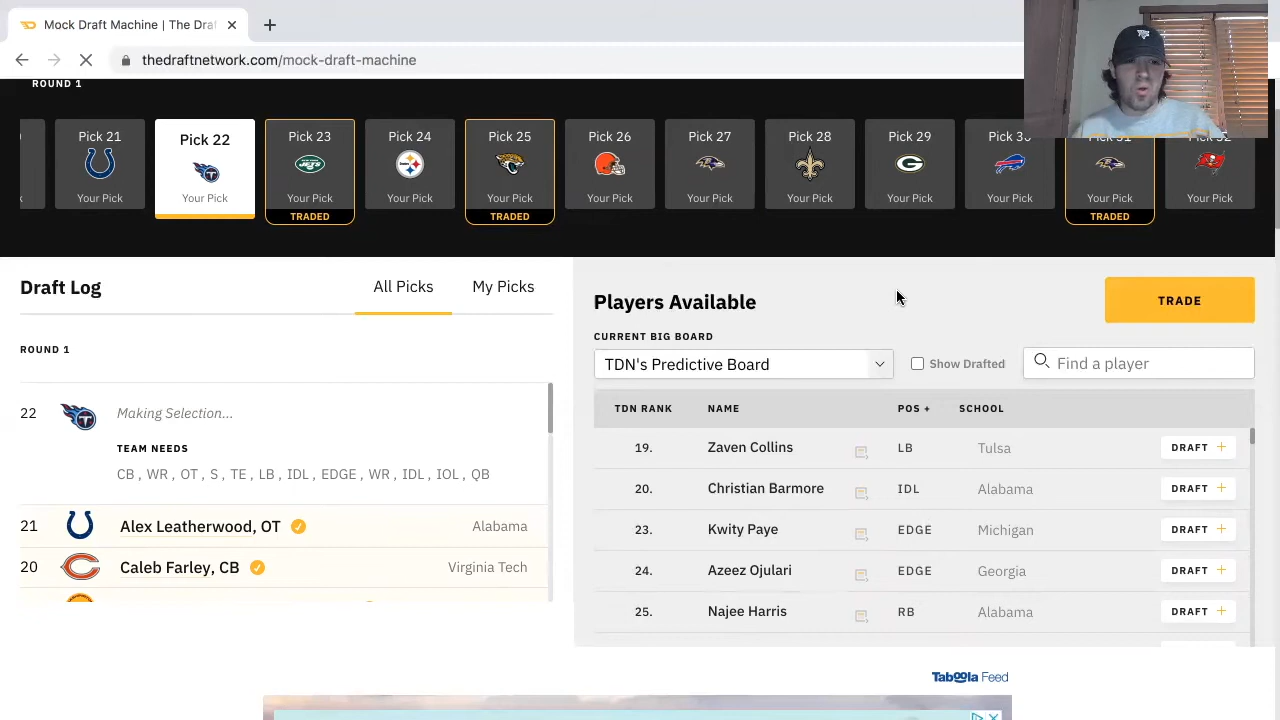 Mock Draft Machine | The Draf
thedraftnetwork.com/mock-draft-machine
ROUND 1
Pick 21
Your Pick
Pick 22
Your Pick
Pick 23
Your Pick
TRADED
Pick 24
Your Pick
Pick 25
Your Pick
TRADED
Pick 26
Your Pick
Pick 27
Your Pick
Pick 28
Your Pick
Pick 29
Your Pick
Pick 30
Your Pick
Your Pick
TRADED
Your Pick
Draft Log
All Picks
My Picks
ROUND 1
22
Making Selection...
TEAM NEEDS
CB , WR , OT , S , TE , LB , IDL , EDGE , WR , IDL , IOL , QB
21 Alex Leatherwood, OT Alabama
20 Caleb Farley, CB Virginia Tech
Players Available
TRADE
CURRENT BIG BOARD
TDN's Predictive Board
Show Drafted
Find a player
TDN RANK NAME POS + SCHOOL
19. Zaven Collins LB Tulsa DRAFT +
20. Christian Barmore IDL Alabama DRAFT +
23. Kwity Paye EDGE Michigan DRAFT +
24. Azeez Ojulari EDGE Georgia DRAFT +
25. Najee Harris RB Alabama DRAFT +
Taboola Feed